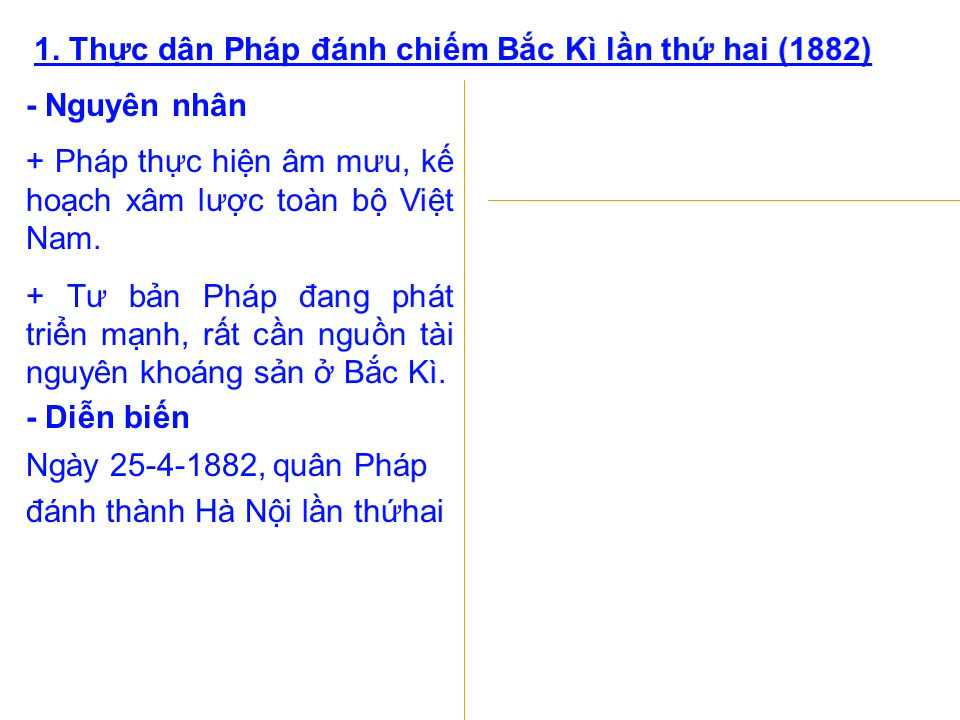 1. Thực dân Pháp đánh chiếm Bắc Kì lần thứ hai (1882)
- Nguyên nhân
+ Pháp thực hiện âm mưu, kế
hoạch xâm lược toàn bộ Việt
Nam.
+ Tư bản Pháp đang phát
triển mạnh, rất cần nguồn tài
nguyên khoáng sản ở Bắc Kì.
- Diễn biến
Ngày 25-4-1882, quân Pháp
đánh thành Hà Nội lần thứhai